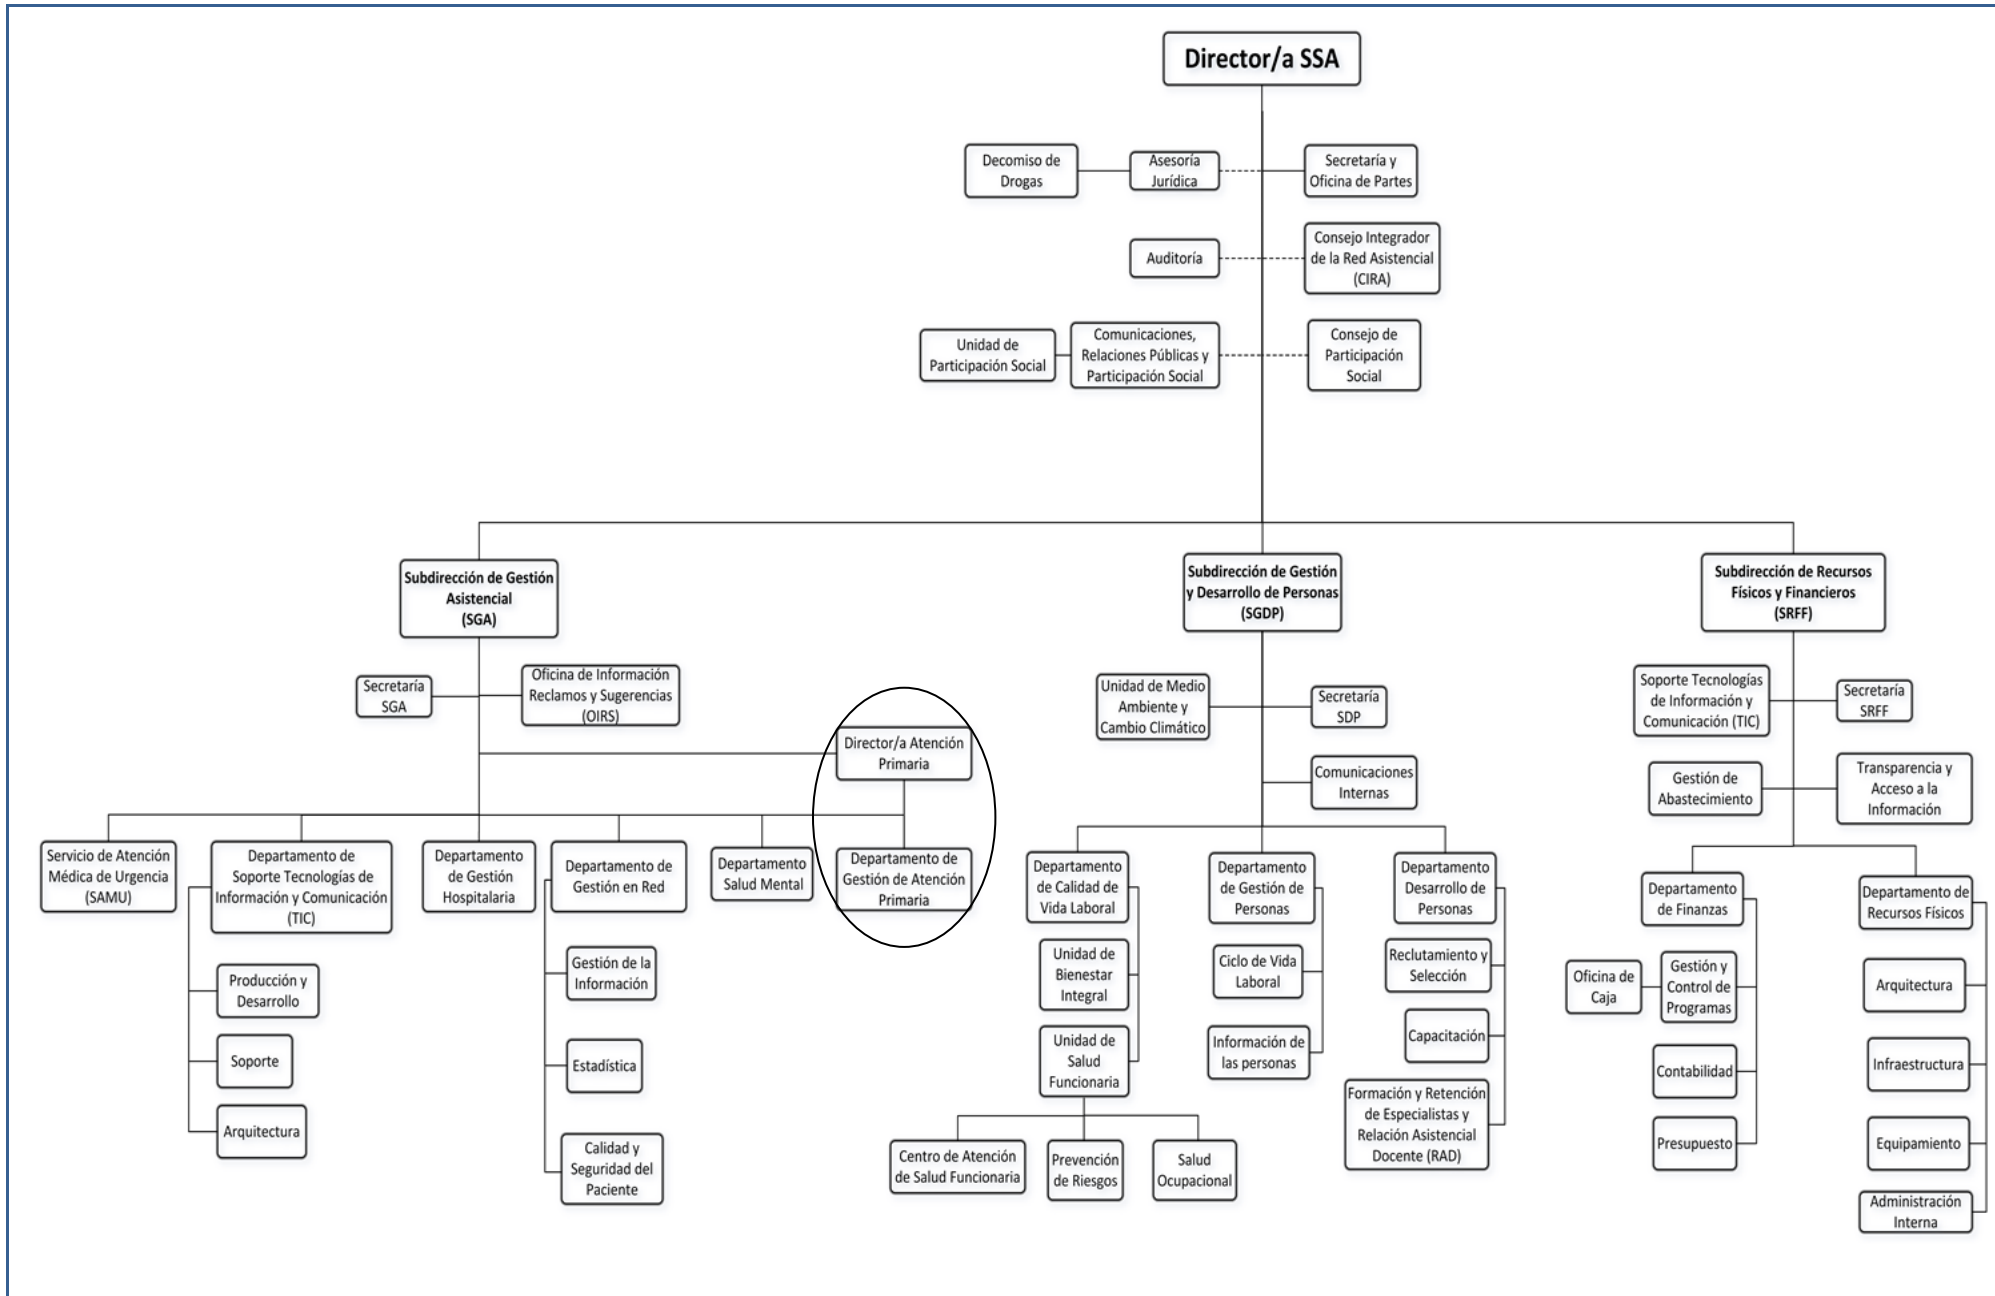 Director/a SSA
Decomiso de
Drogas
Asesoría
Jurídica
Secretaría y
Oficina de Partes
Auditoría
Consejo Integrador
de la Red Asistencial
(CIRA)
Unidad de
Participación Social
Comunicaciones,
Relaciones Públicas y
Participación Social
Consejo de
Participación
Social
Subdirección de Gestión
Asistencial
(SGA)
Subdirección de Gestión
y Desarrollo de Personas
(SGDP)
Subdirección de Recursos
Físicos y Financieros
(SRFF)
Secretaría
SGA
Oficina de Información
Reclamos y Sugerencias
(OIRS)
Director/a Atención
Primaria
Servicio de Atención
Médica de Urgencia
(SAMU)
Departamento de
Soporte Tecnologías de
Información y Comunicación
(TIC)
Departamento
de Gestión
Hospitalaria
Departamento de
Gestión en Red
Departamento
Salud Mental
Departamento de
Gestión de Atención
Primaria
Producción y
Desarrollo
Soporte
Arquitectura
Gestión de la
Información
Estadística
Calidad y
Seguridad del
Paciente
Unidad de Medio
Ambiente y
Cambio Climático
Secretaría
SDP
Comunicaciones
Internas
Departamento
de Calidad de
Vida Laboral
Departamento
de Gestión de
Personas
Departamento
Desarrollo de
Personas
Unidad de
Bienestar
Integral
Unidad de
Salud
Funcionaria
Centro de Atención
de Salud Funcionaria
Prevención
de Riesgos
Salud
Ocupacional
Ciclo de Vida
Laboral
Información de
las personas
Reclutamiento y
Selección
Capacitación
Formación y Retención
de Especialistas y
Relación Asistencial
Docente (RAD)
Soporte Tecnologías
de Información y
Comunicación (TIC)
Secretaría
SRFF
Gestión de
Abastecimiento
Transparencia y
Acceso a la
Información
Departamento
de Finanzas
Departamento de
Recursos Físicos
Oficina de
Caja
Gestión y
Control de
Programas
Contabilidad
Presupuesto
Arquitectura
Infraestructura
Equipamiento
Administración
Interna